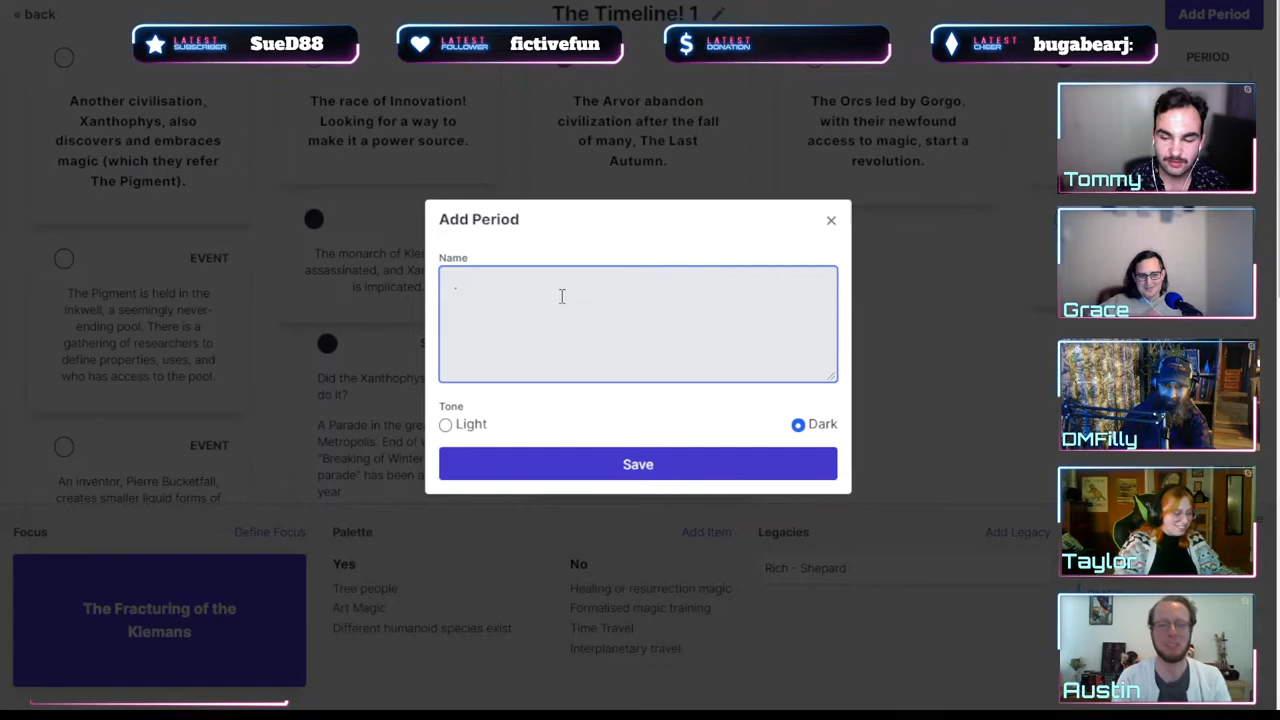 « back
The Timeline! 1
Add Period
LATEST
SUBSCRIBER
SueD88
LATEST
FOLLOWER
fictivefun
LATEST
DONATION
LATEST
CHEER
bugabearj:
PERIOD
Another civilisation,
Xanthophys, also
discovers and embraces
magic (which they refer
The Pigment).
The race of Innovation!
Looking for a way to
make it a power source.
The Arvor abandon
civilization after the fall
of many, The Last
Autumn.
The Orcs led by Gorgo,
with their newfound
access to magic, start a
revolution.
EVENT
The Pigment is held in the
Inkwell, a seemingly never-
ending pool. There is a
gathering of researchers to
define properties, uses, and
who has access to the pool.
EVENT
An inventor, Pierre Bucketfall,
creates smaller liquid forms of
The monarch of
assassinated, and
is implicated.
Did the Xanthophys
do it?
A Parade in the
Metropolis. End of
"Breaking of Winter
parade" has been a
year
Add Period
×
Name
.
Tone
Light
Dark
Save
Focus
Define Focus
The Fracturing of the
Klemans
Palette
Add Item
Yes
Tree people
Art Magic
Different humanoid species exist
No
Healing or resurrection magic
Formalised magic training
Time Travel
Interplanetary travel
Legacies
Add Legacy
Rich - Shepard
Tommy
Grace
DMFilly
Taylor
Austin